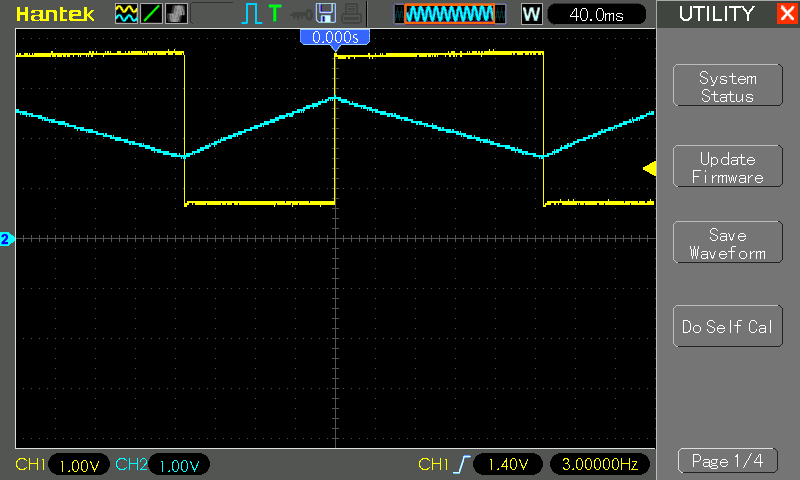 Hantek
T
W
40.0ms
UTILITY
0.000s
System
Status
Update
Firmware
2
Save
Waveform
Do Self Cal
CH1 1.00V CH2 1.00V CH1 1.40V 3.00000Hz
Page 1/4